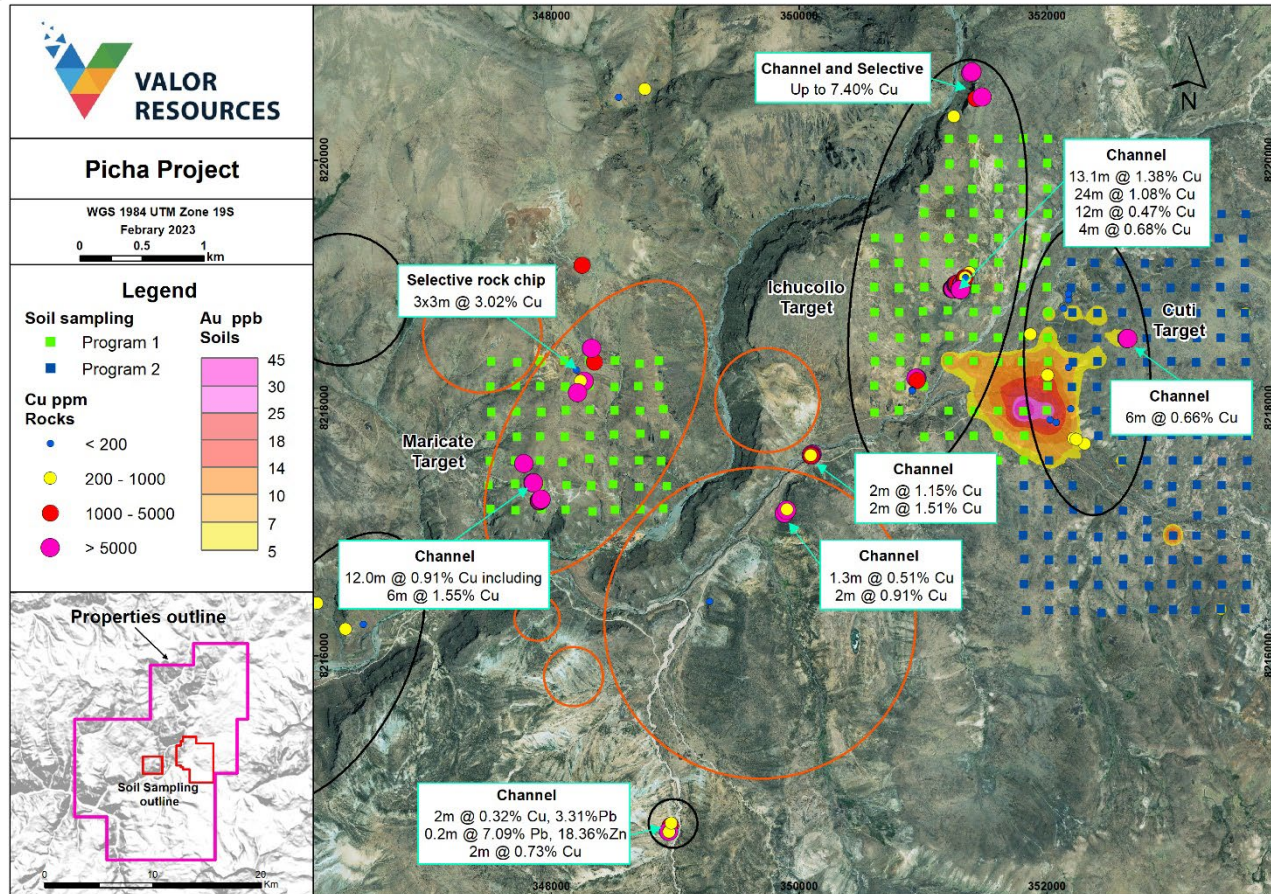 VALOR
RESOURCES
Picha Project
WGS 1984 UTM Zone 19S
Febrary 2023
0 0.5 1
km
Legend
Soil sampling
Program 1
Program 2
Cu ppm
Rocks
< 200
200 - 1000
1000 - 5000
> 5000
Au ppb
Soils
45
30
25
18
14
10
7
5
Properties outline
Soil Sampling
outline
0 10 20
Km
348000 350000 352000
N
8220000 8220000
8218000 8218000
8216000 8216000
348000 350000 352000
Channel and Selective
Up to 7.40% Cu
Channel
13.1m @ 1.38% Cu
24m @ 1.08% Cu
12m @ 0.47% Cu
4m @ 0.68% Cu
Selective rock chip
3x3m @ 3.02% Cu
Ichucollo
Target
Cuti
Target
Maricate
Target
Channel
6m @ 0.66% Cu
Channel
2m @ 1.15% Cu
2m @ 1.51% Cu
Channel
12.0m @ 0.91% Cu including
6m @ 1.55% Cu
Channel
1.3m @ 0.51% Cu
2m @ 0.91% Cu
Channel
2m @ 0.32% Cu, 3.31%Pb
0.2m @ 7.09% Pb, 18.36%Zn
2m @ 0.73% Cu